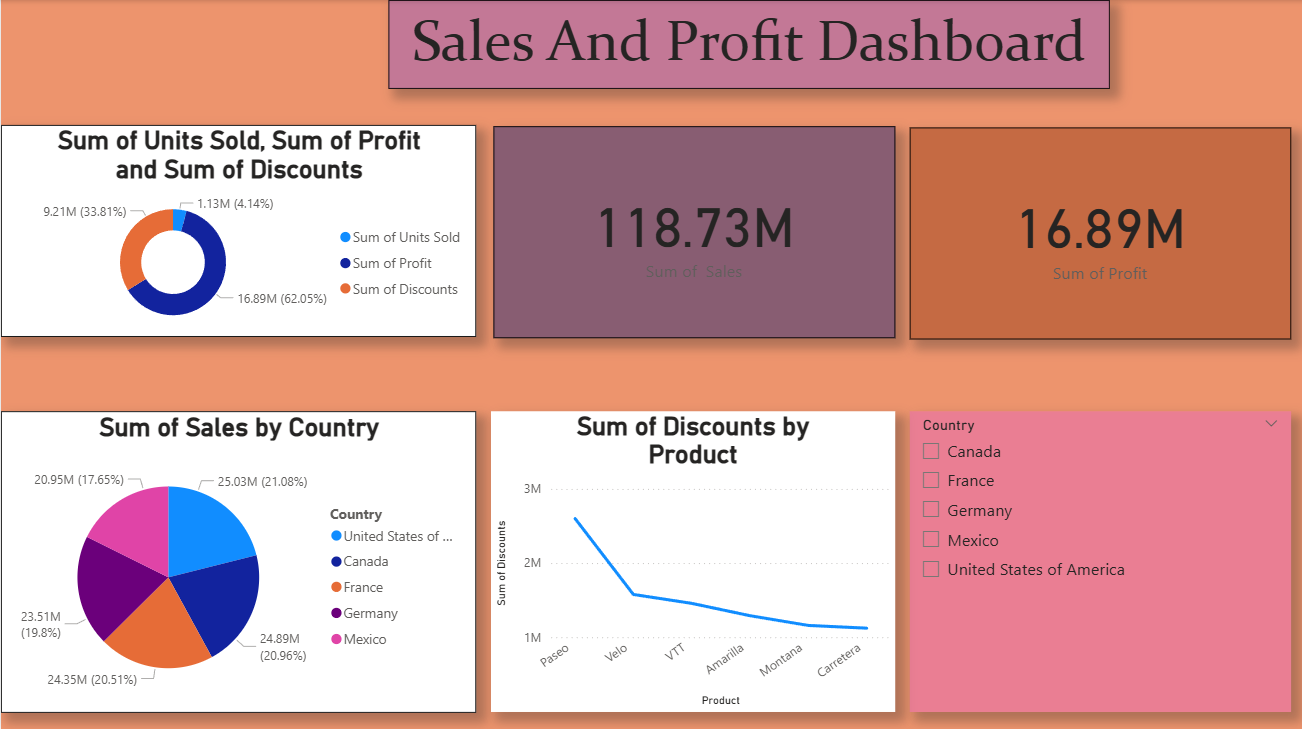 Sales And Profit Dashboard
Sum of Units Sold, Sum of Profit
and Sum of Discounts
9.21M (33.81%)
1.13M (4.14%)
16.89M (62.05%)
Sum of Units Sold
Sum of Profit
Sum of Discounts
118.73M
Sum of  Sales
16.89M
Sum of Profit
Sum of Sales by Country
20.95M (17.65%)
25.03M (21.08%)
23.51M
(19.8%)
24.89M
(20.96%)
24.35M (20.51%)
Country
United States of ...
Canada
France
Germany
Mexico
Sum of Discounts by
Product
Sum of Discounts
3M
2M
1M
Paseo
Velo
VTT
Amarilla
Montana
Carretera
Product
Country
Canada
France
Germany
Mexico
United States of America